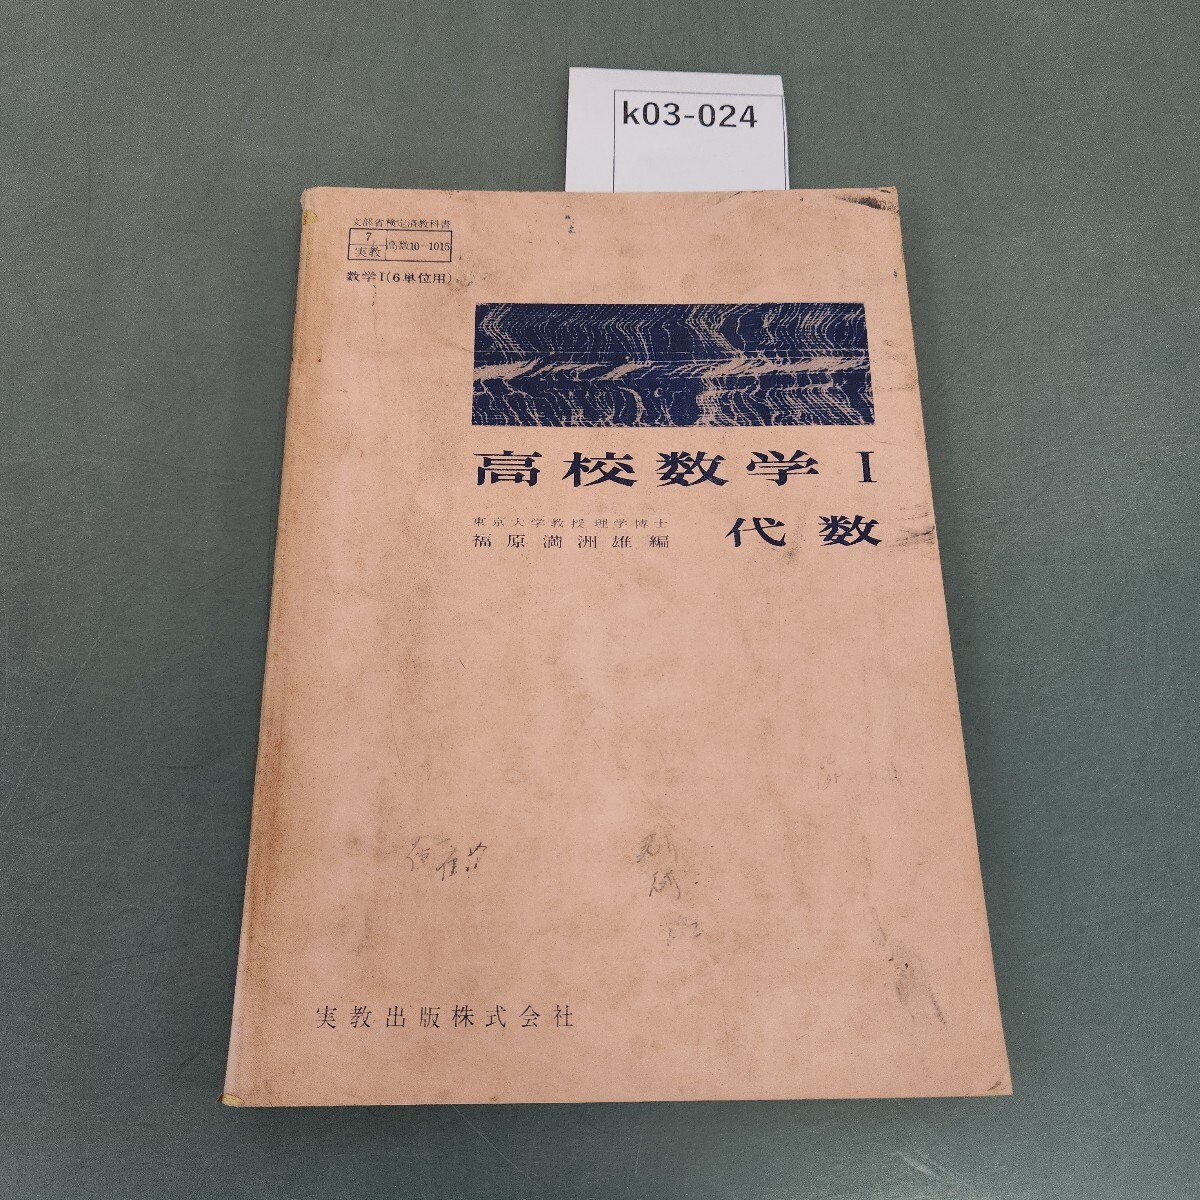 k03-024
文部省検定済教科書
7
実教
高数10-1015
数学I(6単位用)
高校数学 I
代数
東京大学教授 理学博士
福原満洲雄編
実教出版株式会社